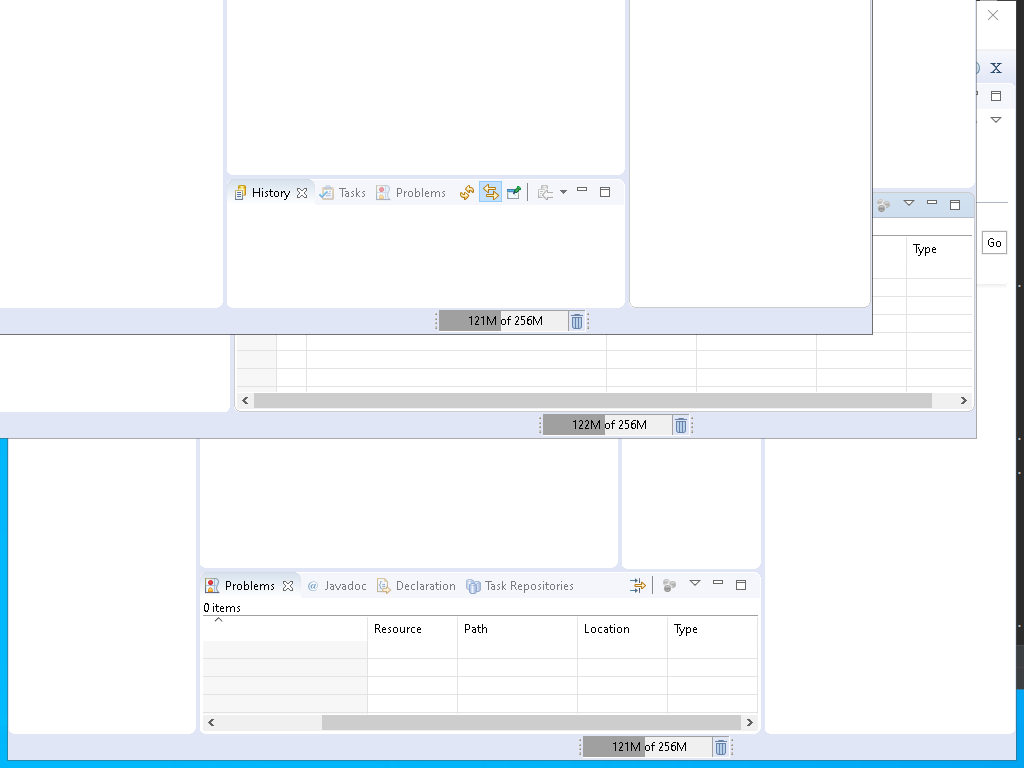 X
History Tasks Problems
Type
Go
121M of 256M
122M of 256M
Problems @ Javadoc Declaration Task Repositories
0 items
Resource Path Location Type
121M of 256M